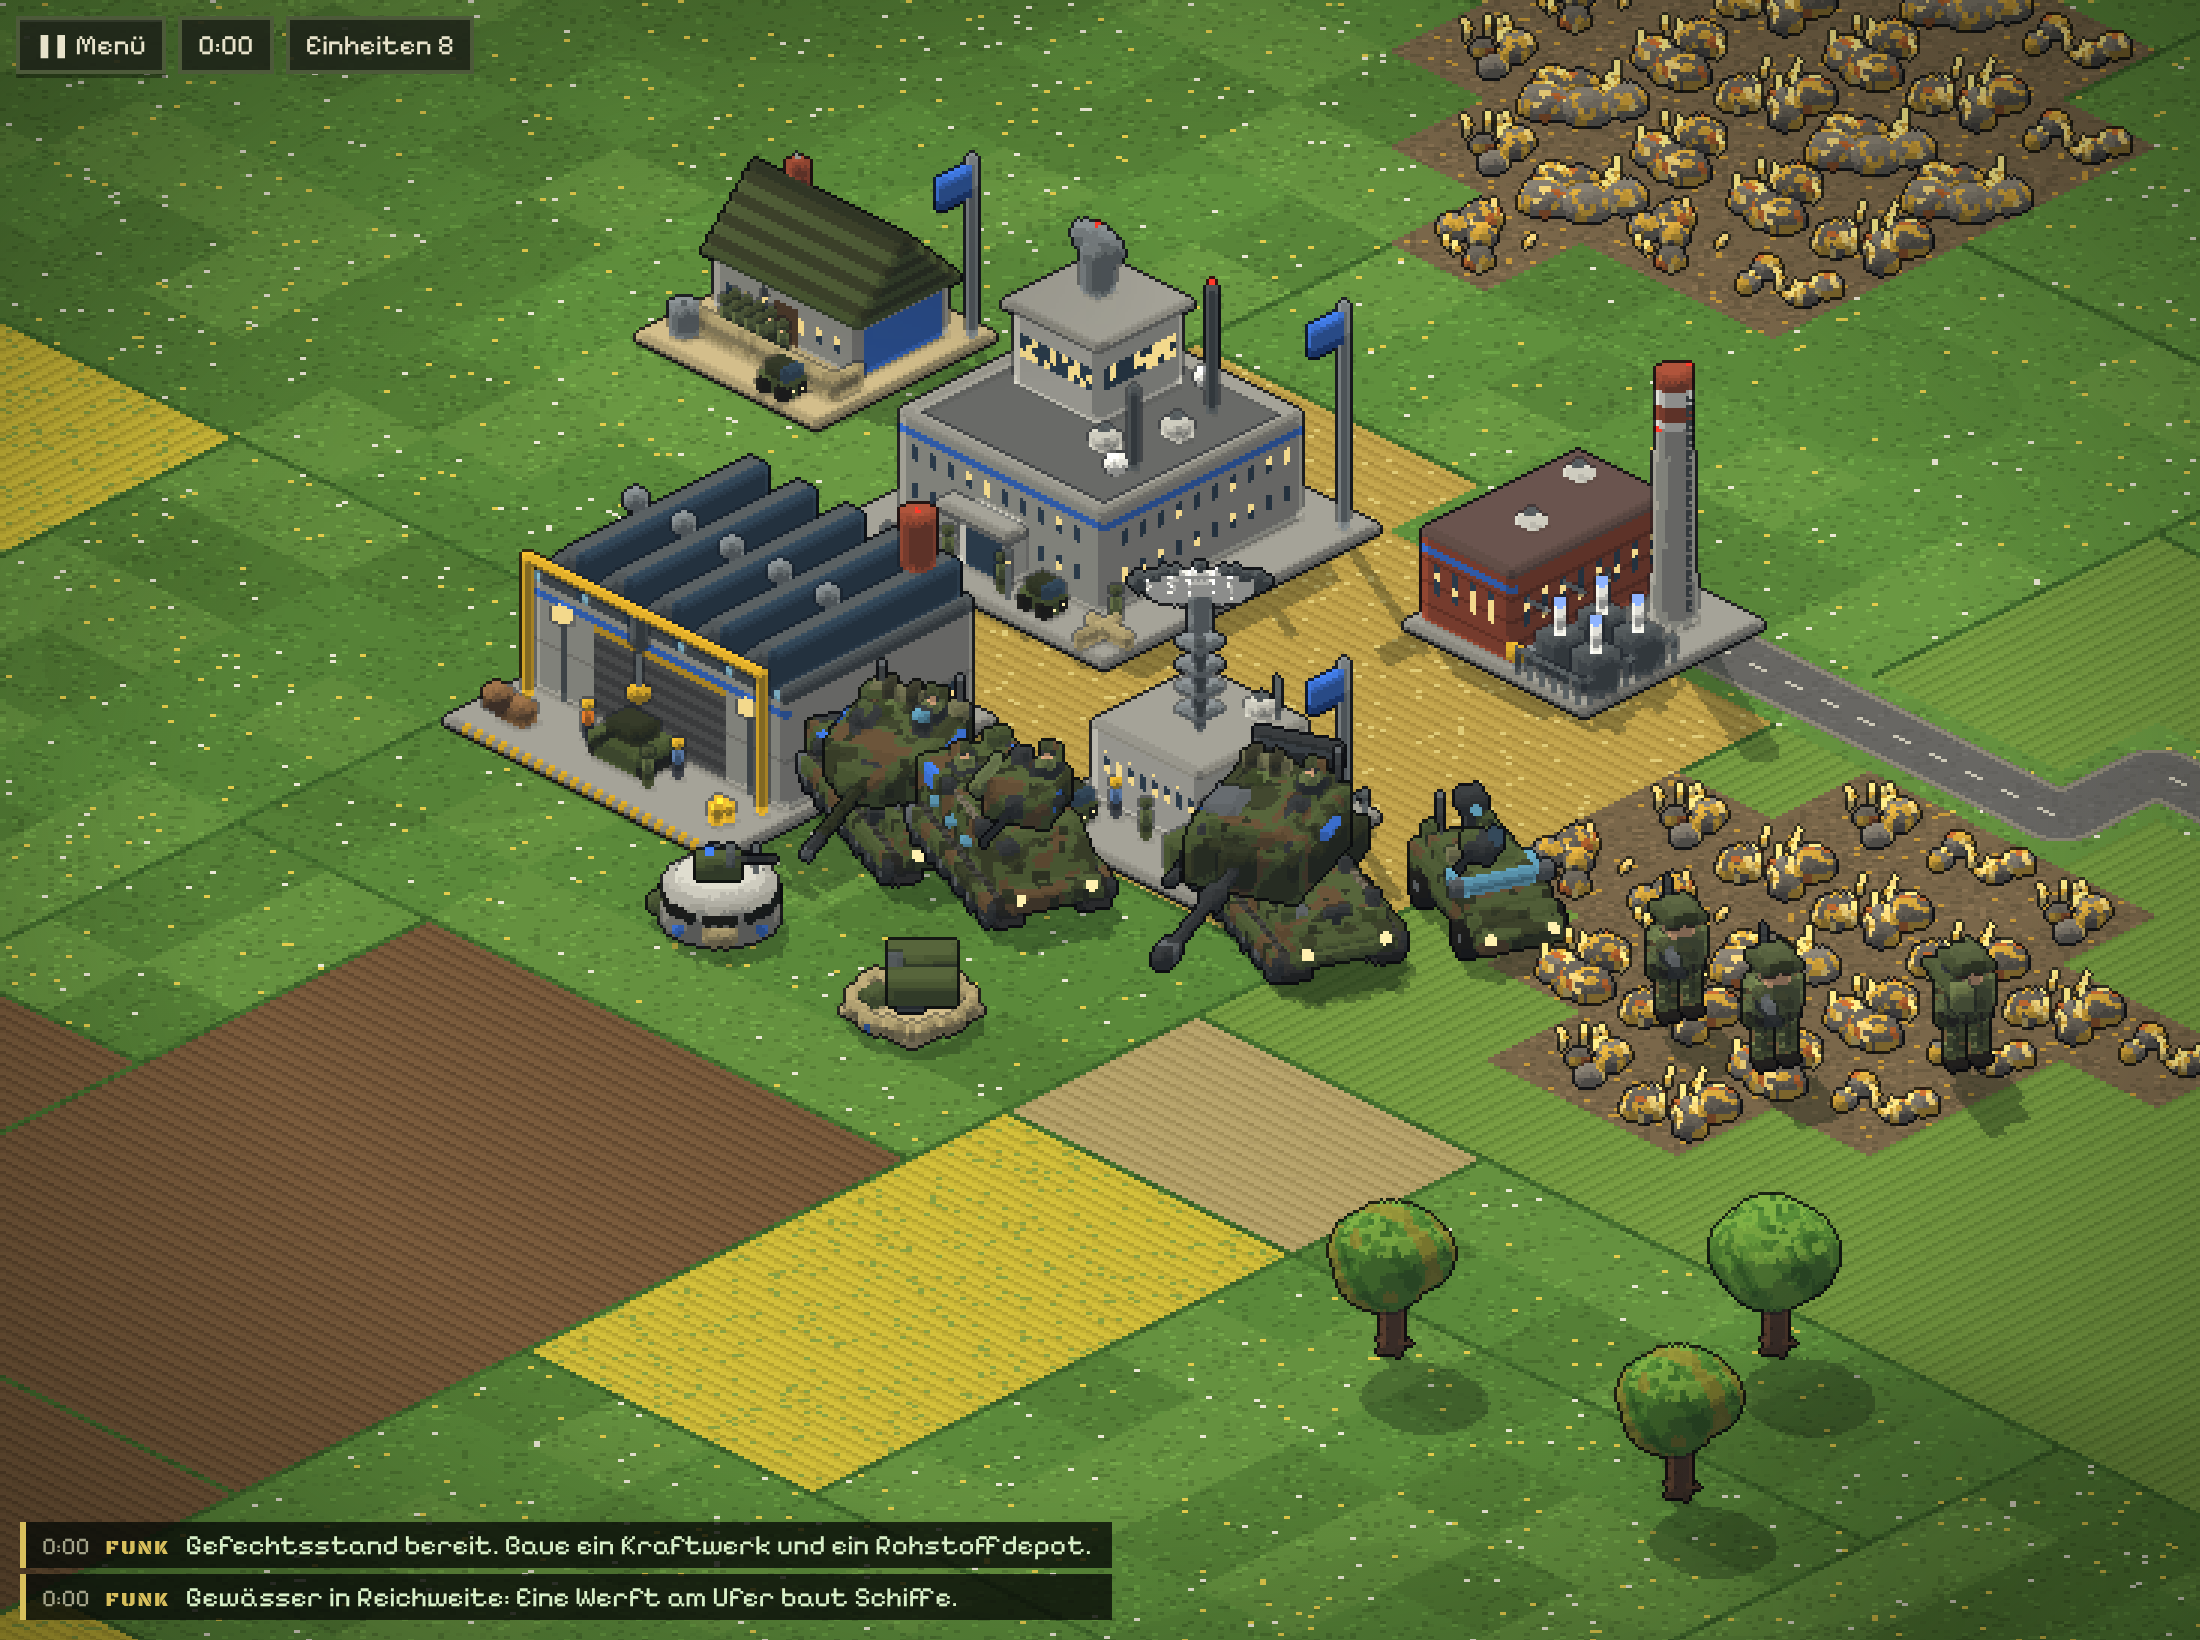 Menü
0:00
Einheiten 8
0:00 FUNK Gefechtsstand bereit. Baue ein Kraftwerk und ein Rohstoffdepot.
0:00 FUNK Gewässer in Reichweite: Eine Werft am Ufer baut Schiffe.